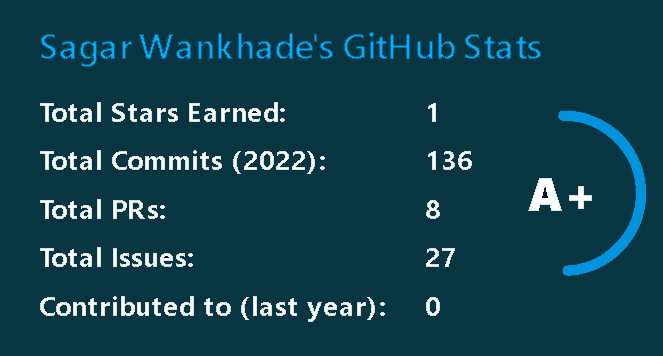 Sagar Wankhade's GitHub Stats
Total Stars Earned: 1
Total Commits (2022): 136
Total PRs: 8
Total Issues: 27
Contributed to (last year): 0
A+